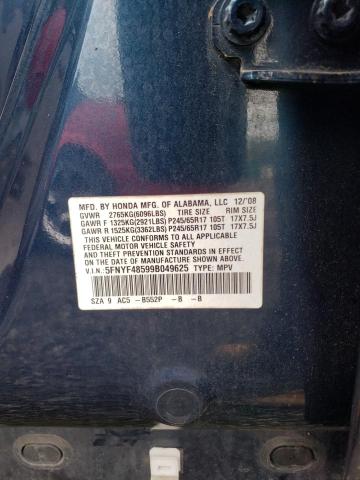 MFD. BY HONDA MFG. OF ALABAMA, LLC 12/'08
GVWR 2765KG(6096LBS) TIRE SIZE RIM SIZE
GAWR F 1325KG(2921LBS) P245/65R17 105T 17X7.5J
GAWR R 1525KG(3362LBS) P245/65R17 105T 17X7.5J
THIS VEHICLE CONFORMS TO ALL APPLICABLE
FEDERAL MOTOR VEHICLE SAFETY AND
THEFT PREVENTION STANDARDS IN EFFECT ON
THE DATE OF MANUFACTURE SHOWN ABOVE.
V.I.N.: 5FNYF48599B049625 TYPE: MPV
SZA 9 AC5 - B552P - B - B